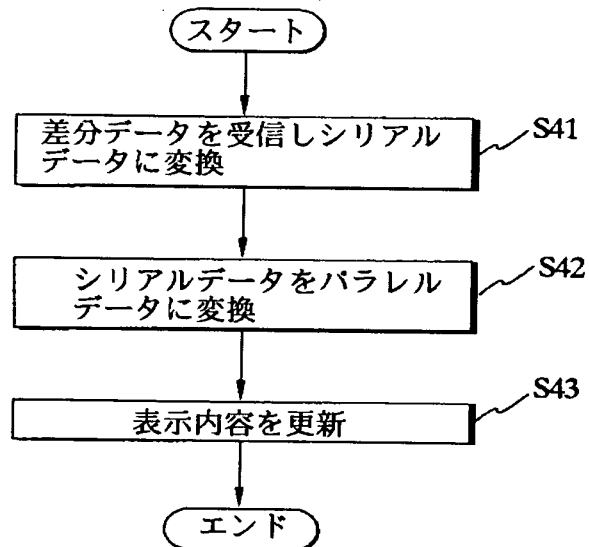 スタート
差分データを受信しシリアル
データに変換
S41
シリアルデータをパラレル
データに変換
S42
表示内容を更新
S43
エンド